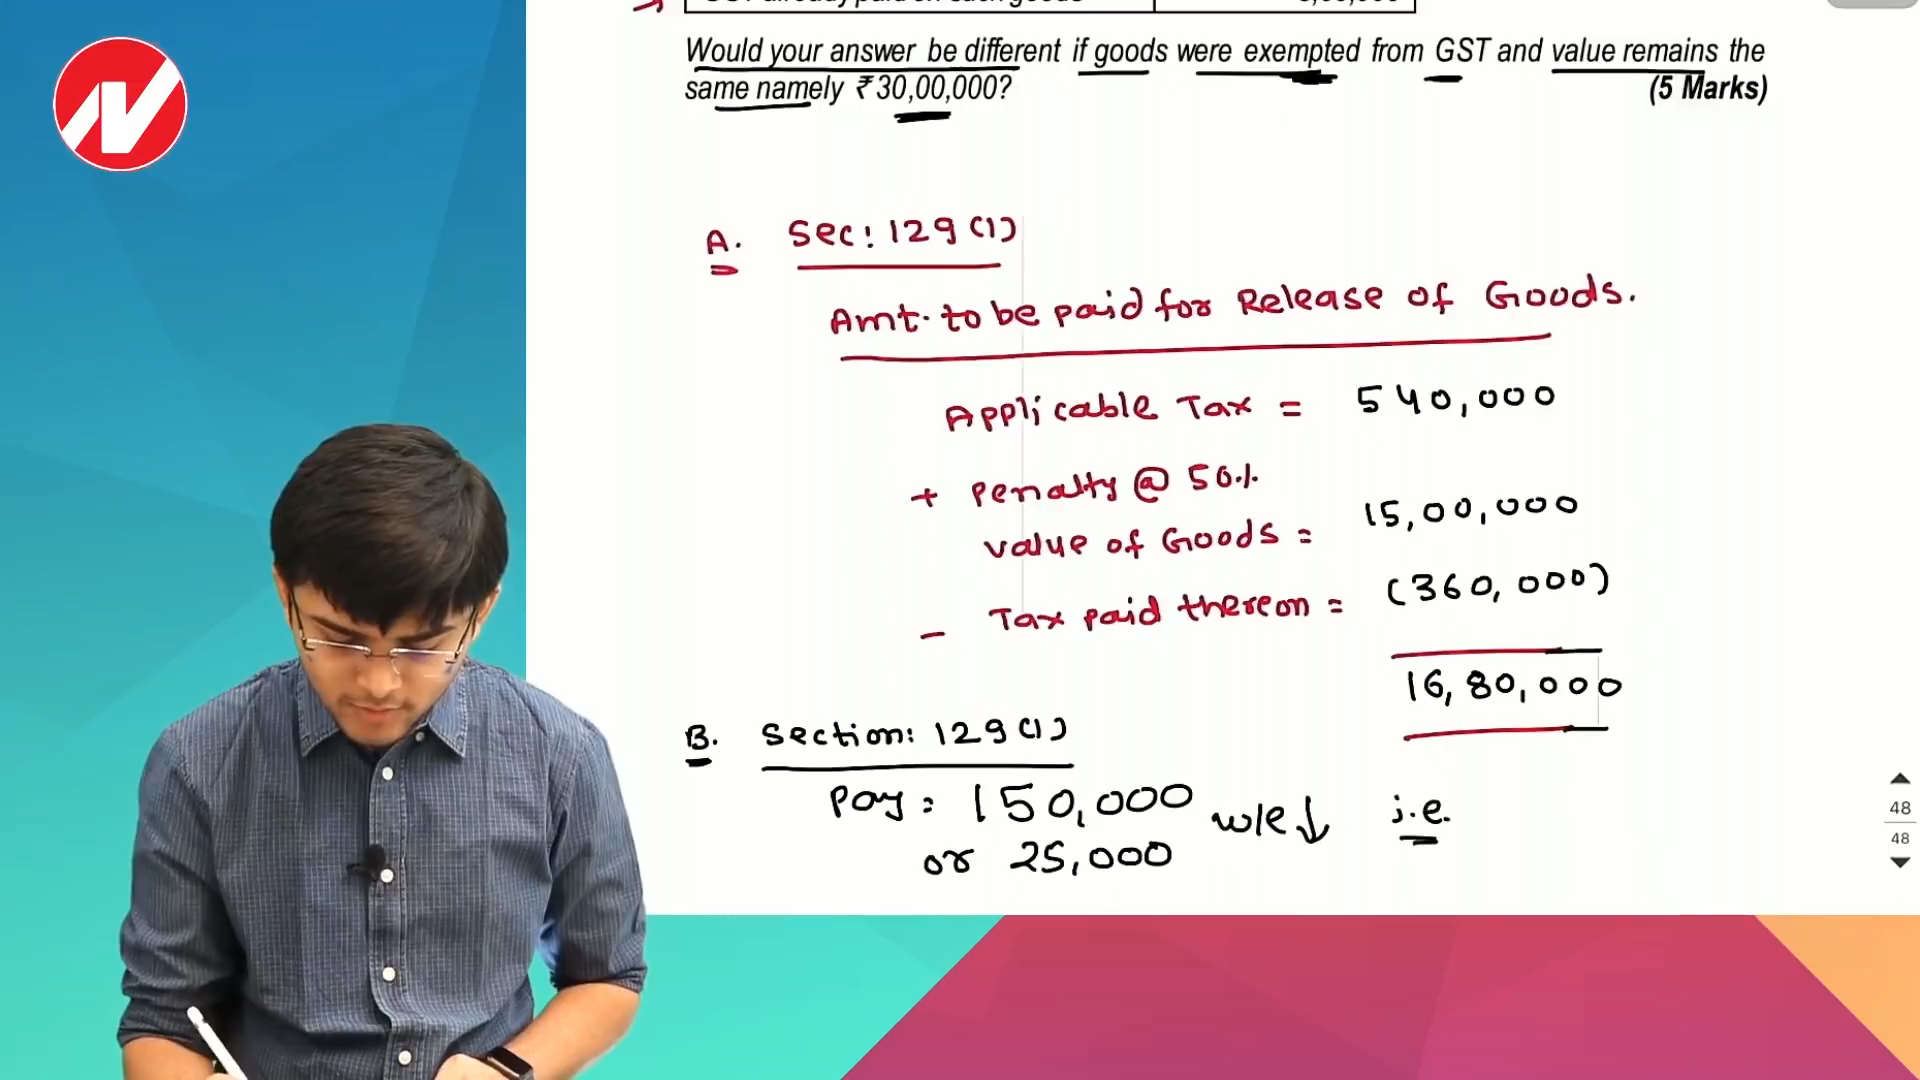 Would your answer be different if goods were exempted from GST and value remains the
same namely ₹ 30,00,000?
(5 Marks)
A. Sec: 129(1)
Amt. to be paid for Release of Goods.
Applicable Tax = 540,000
+ Penalty @ 50%
value of Goods = 15,00,000
- Tax paid thereon = (360,000)
16,80,000
B. Section: 129(1)
Pay = 150,000
or 25,000
w/e ↓ i.e.
48
48